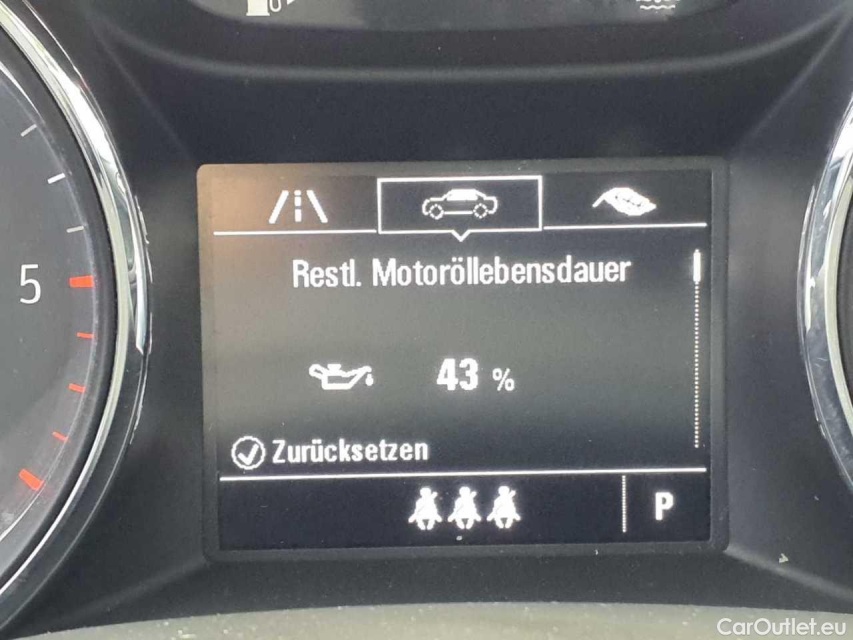 5
Restl. Motoröllebensdauer
43 %
Zurücksetzen
P
CarOutlet.eu